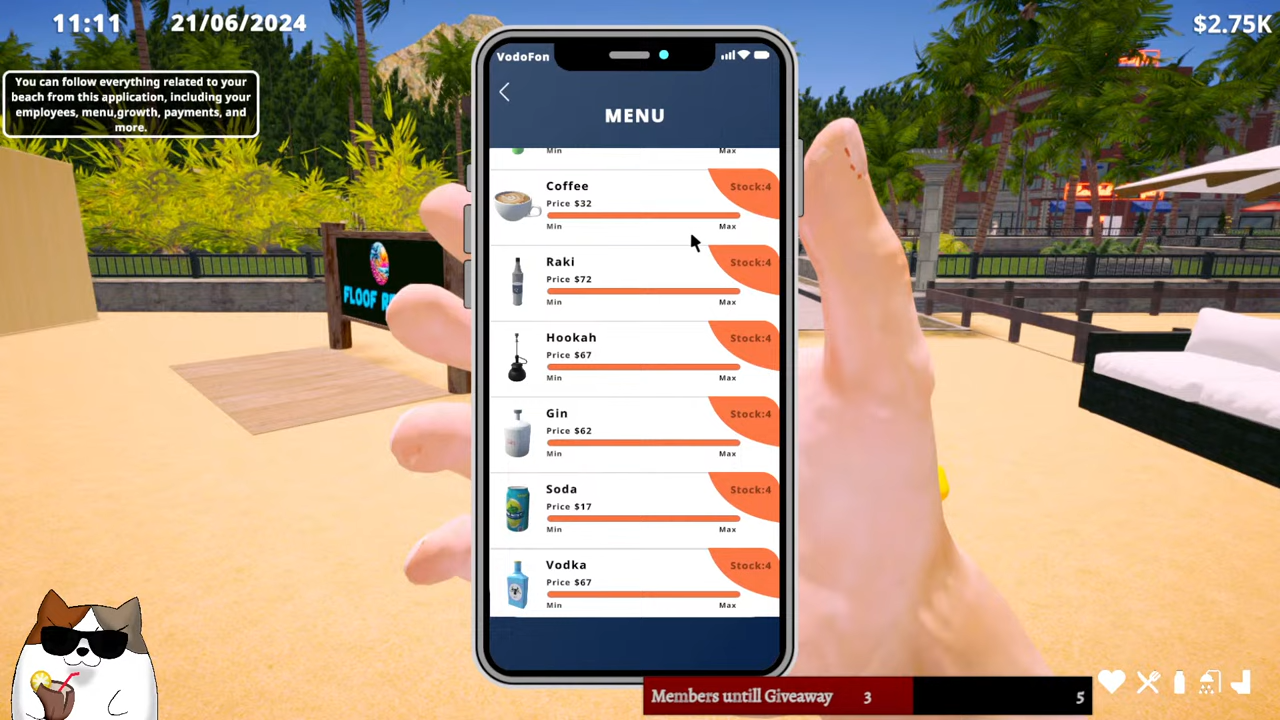 11:11 21/06/2024
$2.75K
You can follow everything related to your
beach from this application, including your
employees, menu,growth, payments, and
more.
VodoFon
MENU
Min Max
Coffee
Stock:4
Price $32
Min Max
Raki
Stock:4
Price $72
Min Max
Hookah
Stock:4
Price $67
Min Max
Gin
Stock:4
Price $62
Min Max
Soda
Stock:4
Price $17
Min Max
Vodka
Stock:4
Price $67
Min Max
FLOOF
Members untill Giveaway 3 5